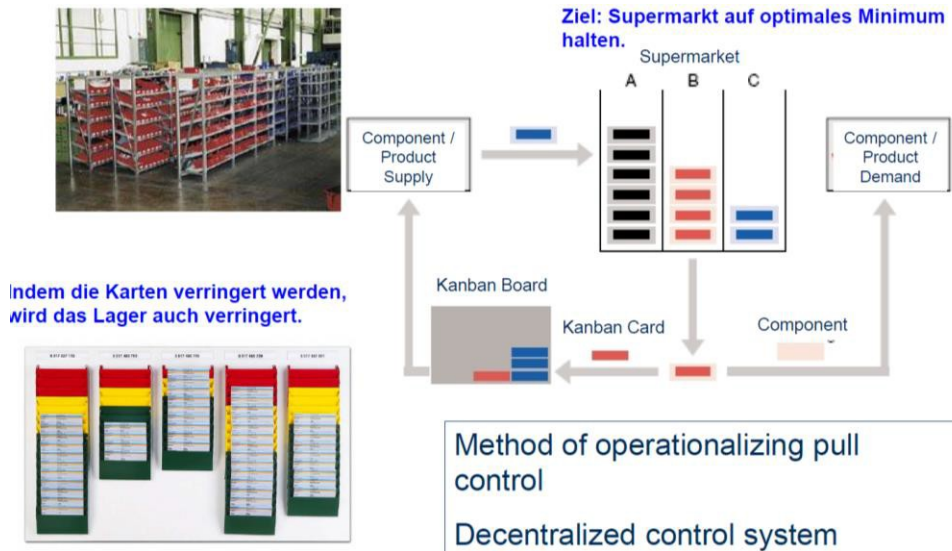 Ziel: Supermarkt auf optimales Minimum
halten.
Supermarket
A B C
Component /
Product
Supply
Component /
Product
Demand
Indem die Karten verringert werden,
wird das Lager auch verringert.
Kanban Board
Kanban Card
Component
Method of operationalizing pull
control
Decentralized control system